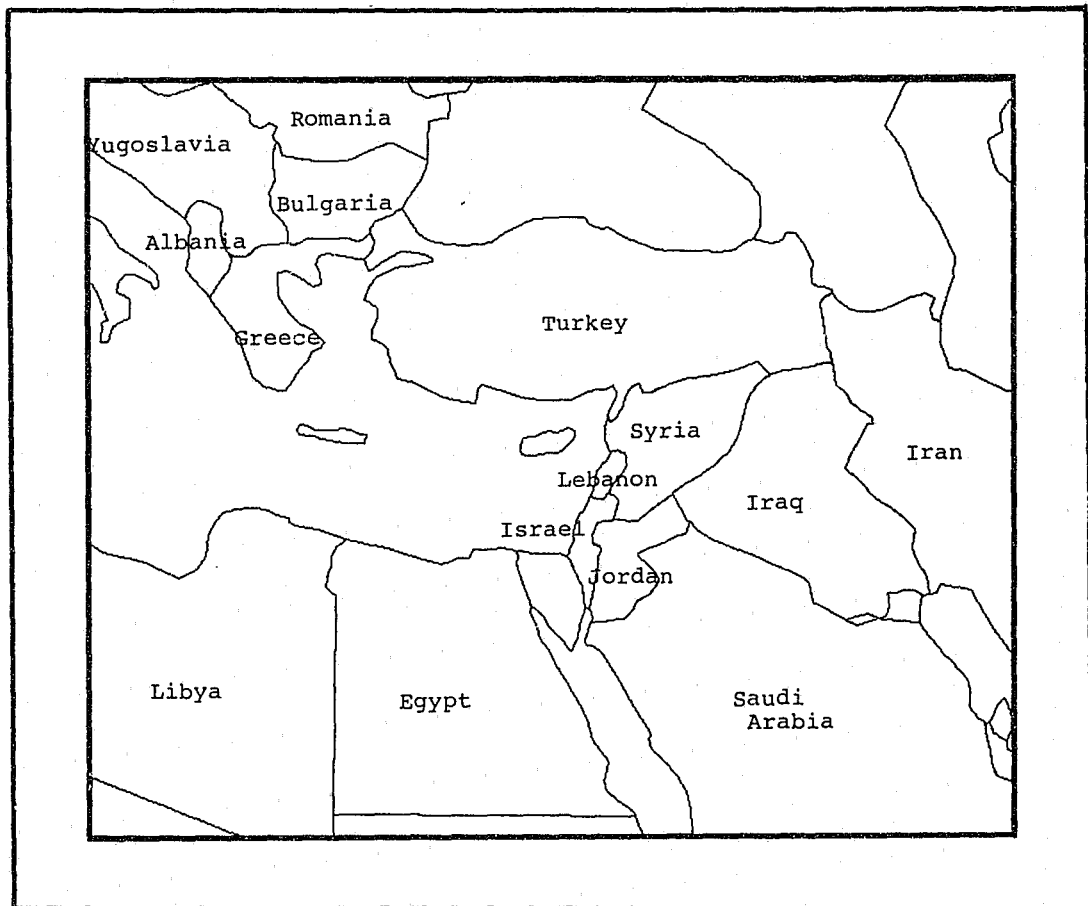 Romania
Yugoslavia
Bulgaria
Albania
Turkey
Greece
Syria
Iran
Lebanon
Iraq
Israel
Jordan
Libya
Egypt
Saudi
Arabia